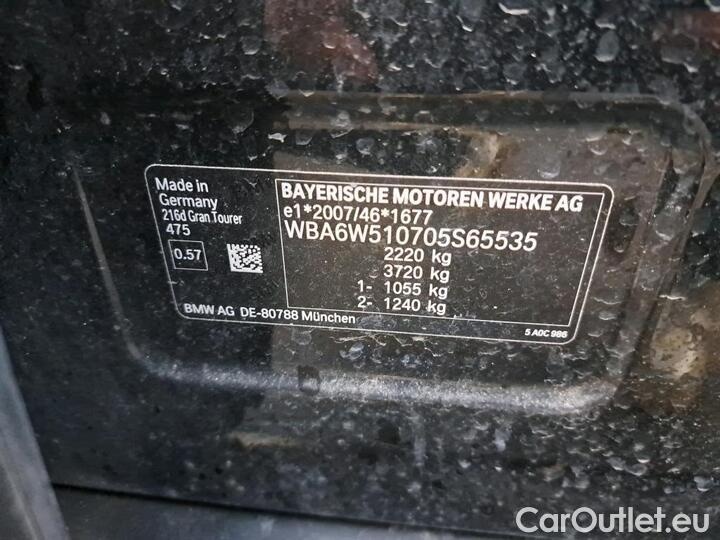 Made in
Germany
216d Gran.Tourer
475
0.57
BAYERISCHE MOTOREN WERKE AG
e1*2007/46*1677
WBA6W510705S65535
2220 kg
3720 kg
1- 1055 kg
2- 1240 kg
BMW AG DE-80788 München
5 A0C 986
CarOutlet.eu